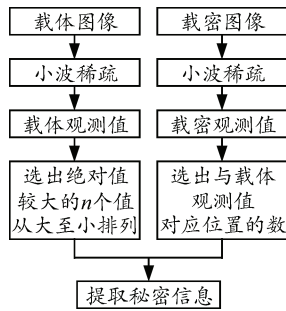 载体图像
载密图像
小波稀疏
小波稀疏
载体观测值
载密观测值
选出绝对值
较大的n个值
从大至小排列
选出与载体
观测值
对应位置的数
提取秘密信息